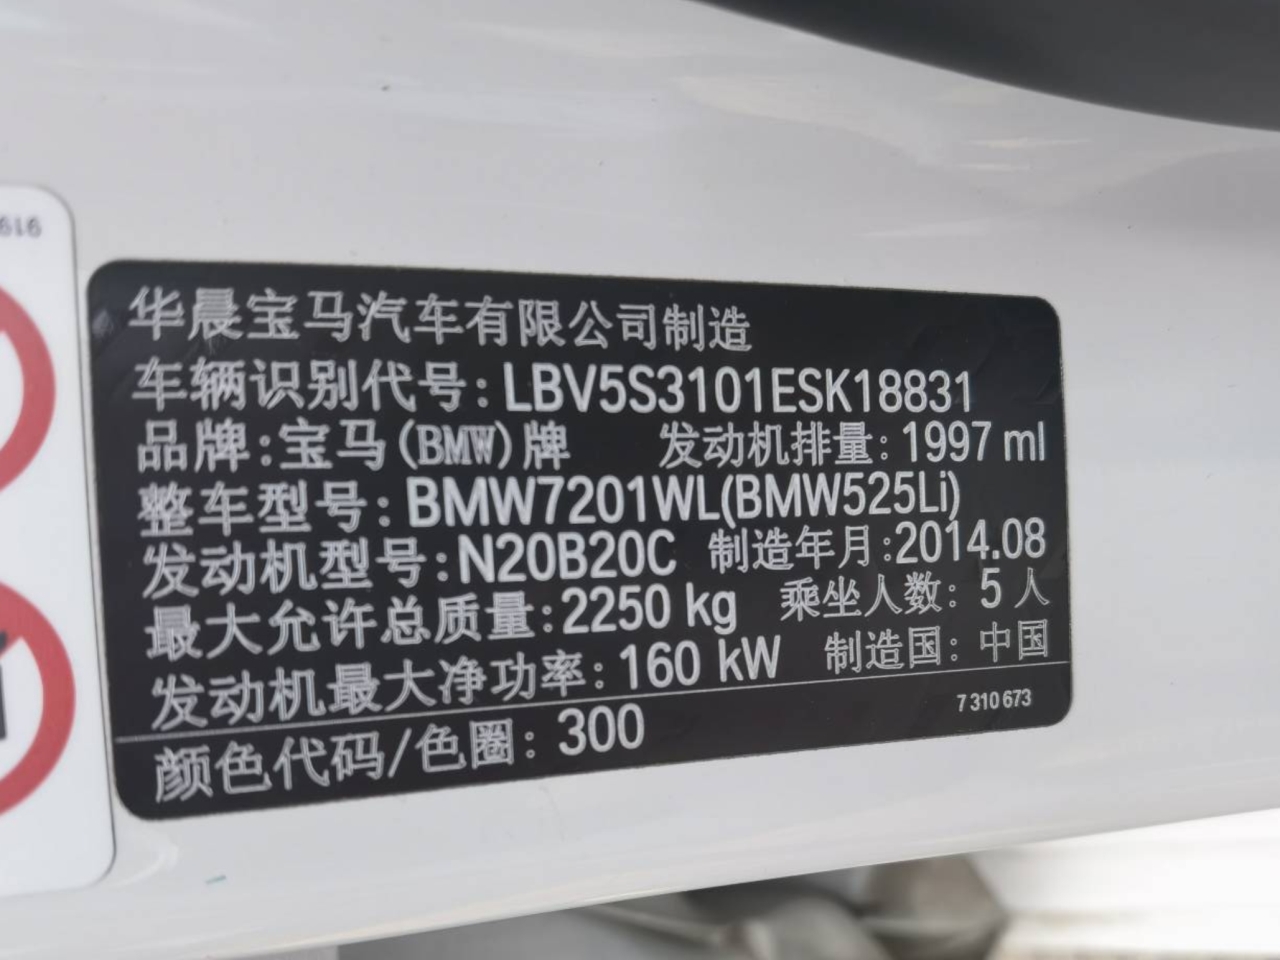 919
华晨宝马汽车有限公司制造
车辆识别代号: LBV5S3101ESK18831
品牌:宝马(BMW)牌 发动机排量: 1997 ml
整车型号: BMW7201WL(BMW525Li)
发动机型号:N20B20C 制造年月:2014.08
最大允许总质量:2250 kg 乘坐人数: 5 人
发动机最大净功率: 160 kW 制造国: 中国
7 310 673
颜色代码/色圈: 300